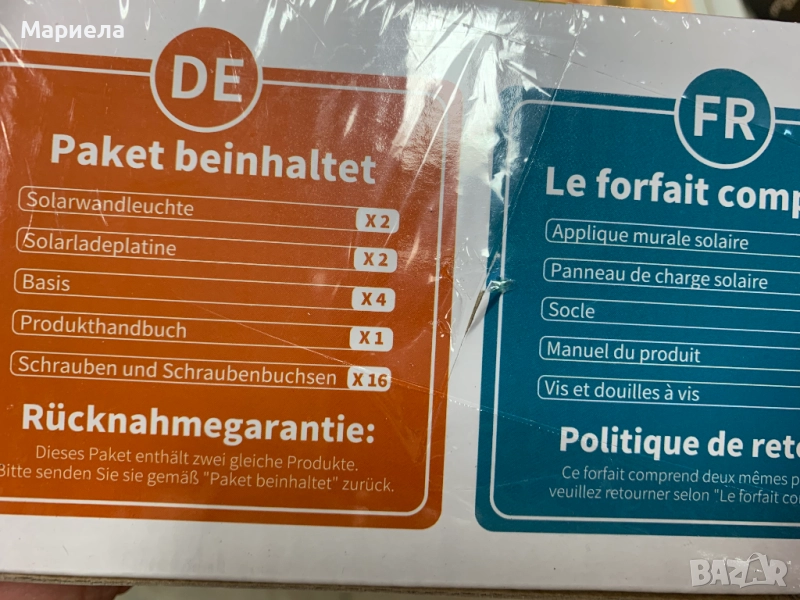 Мариела
DE
Paket beinhaltet
Solarwandleuchte X 2
Solarladeplatine X 2
Basis X 4
Produkthandbuch X 1
Schrauben und Schraubenbuchsen X 16
Rücknahmegarantie:
Dieses Paket enthält zwei gleiche Produkte.
Bitte senden Sie sie gemäß "Paket beinhaltet" zurück.
FR
Le forfait comp
Applique murale solaire
Panneau de charge solaire
Socle
Manuel du produit
Vis et douilles à vis
Politique de reto
Ce forfait comprend deux mêmes p
veuillez retourner selon "Le forfait co
BAZAR